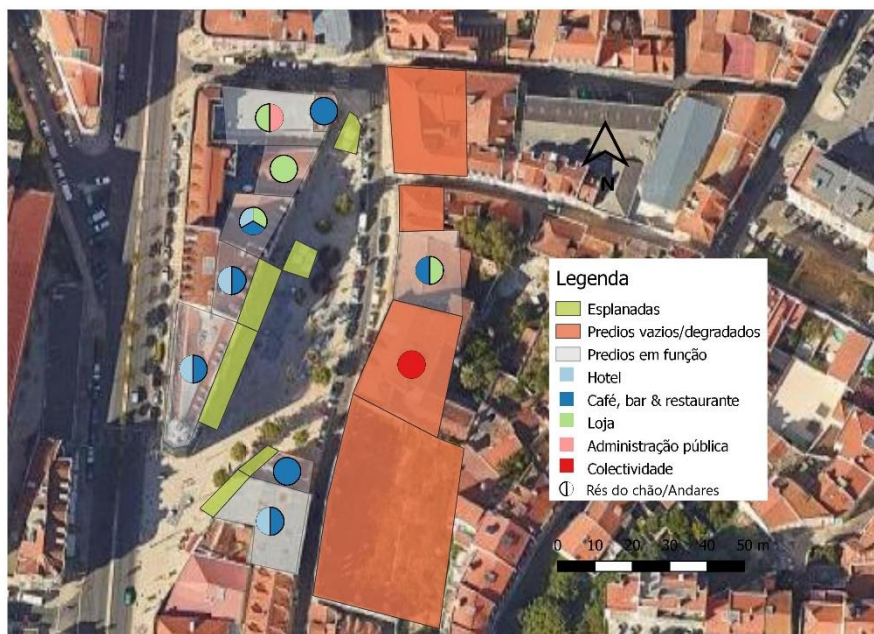 N
Legenda
Esplanadas
Predios vazios/degradados
Predios em função
Hotel
Café, bar & restaurante
Loja
Administração pública
Colectividade
Rés do chão/Andares
0 10 20 30 40 50 m